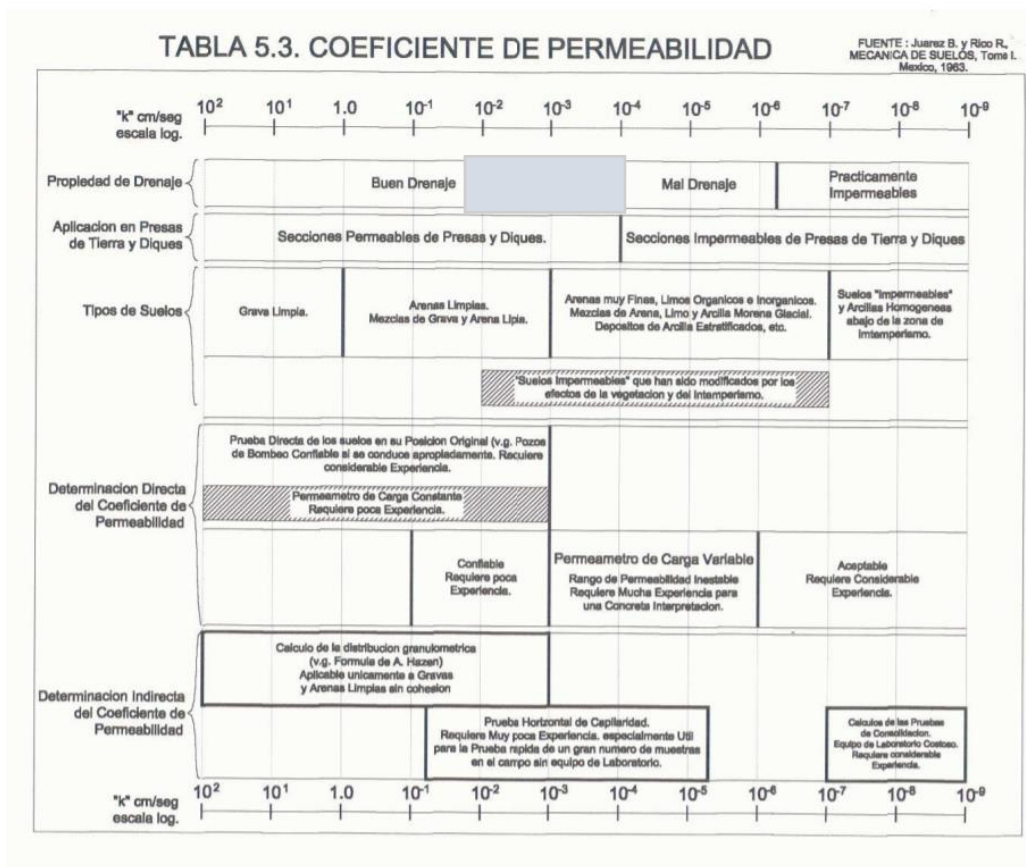 TABLA 5.3. COEFICIENTE DE PERMEABILIDAD
FUENTE : Juarez B. y Rico R.,
MECANICA DE SUELOS, Tomo I.
Mexico, 1963.
"k" cm/seg
escala log.
10² 10¹ 1.0 10⁻¹ 10⁻² 10⁻³ 10⁻⁴ 10⁻⁵ 10⁻⁶ 10⁻⁷ 10⁻⁸ 10⁻⁹
Propiedad de Drenaje
Buen Drenaje
Mal Drenaje
Practicamente
Impermeables
Aplicacion en Presas
de Tierra y Diques
Secciones Permeables de Presas y Diques.
Secciones Impermeables de Presas de Tierra y Diques
Tipos de Suelos
Grava Limpia.
Arenas Limpias.
Mezclas de Grava y Arena Lipia.
Arenas muy Finas, Limos Organicos e Inorganicos.
Mezclas de Arena, Limo y Arcilla Morena Glacial.
Depositos de Arcilla Estratificados, etc.
Suelos "Impermeables"
y Arcillas Homogeneas
abajo de la zona de
Imtemperismo.
"Suelos Impermeables" que han sido modificados por los
efectos de la vegetacion y del Intemperismo.
Determinacion Directa
del Coeficiente de
Permeabilidad
Prueba Directa de los suelos en su Posicion Original (v.g. Pozos
de Bombeo Confiable si se conduce apropiadamente. Recuiere
considerable Experiencia.
Permeametro de Carga Constante
Requiere poca Experiencia.
Confiable
Requiere poca
Experiencia.
Permeametro de Carga Variable
Rango de Permeabilidad Inestable
Requiere Mucha Experiencia para
una Concreta Interpretacion.
Aceptable
Requiere Considerable
Experiencia.
Determinacion Indirecta
del Coeficiente de
Permeabilidad
Calculo de la distribucion granulometrica
(v.g. Formula de A. Hazen)
Aplicable unicamente a Gravas
y Arenas Limpias sin cohesion
Prueba Horizontal de Capilaridad.
Requiere Muy poca Experiencia. especialmente Util
para la Prueba rapida de un gran numero de muestras
en el campo sin equipo de Laboratorio.
Calculos de las Pruebas
de Consolidacion.
Equipo de Laboratorio Costoso.
Requiere considerable
Experiencia.
"k" cm/seg
escala log.
10² 10¹ 1.0 10⁻¹ 10⁻² 10⁻³ 10⁻⁴ 10⁻⁵ 10⁻⁶ 10⁻⁷ 10⁻⁸ 10⁻⁹